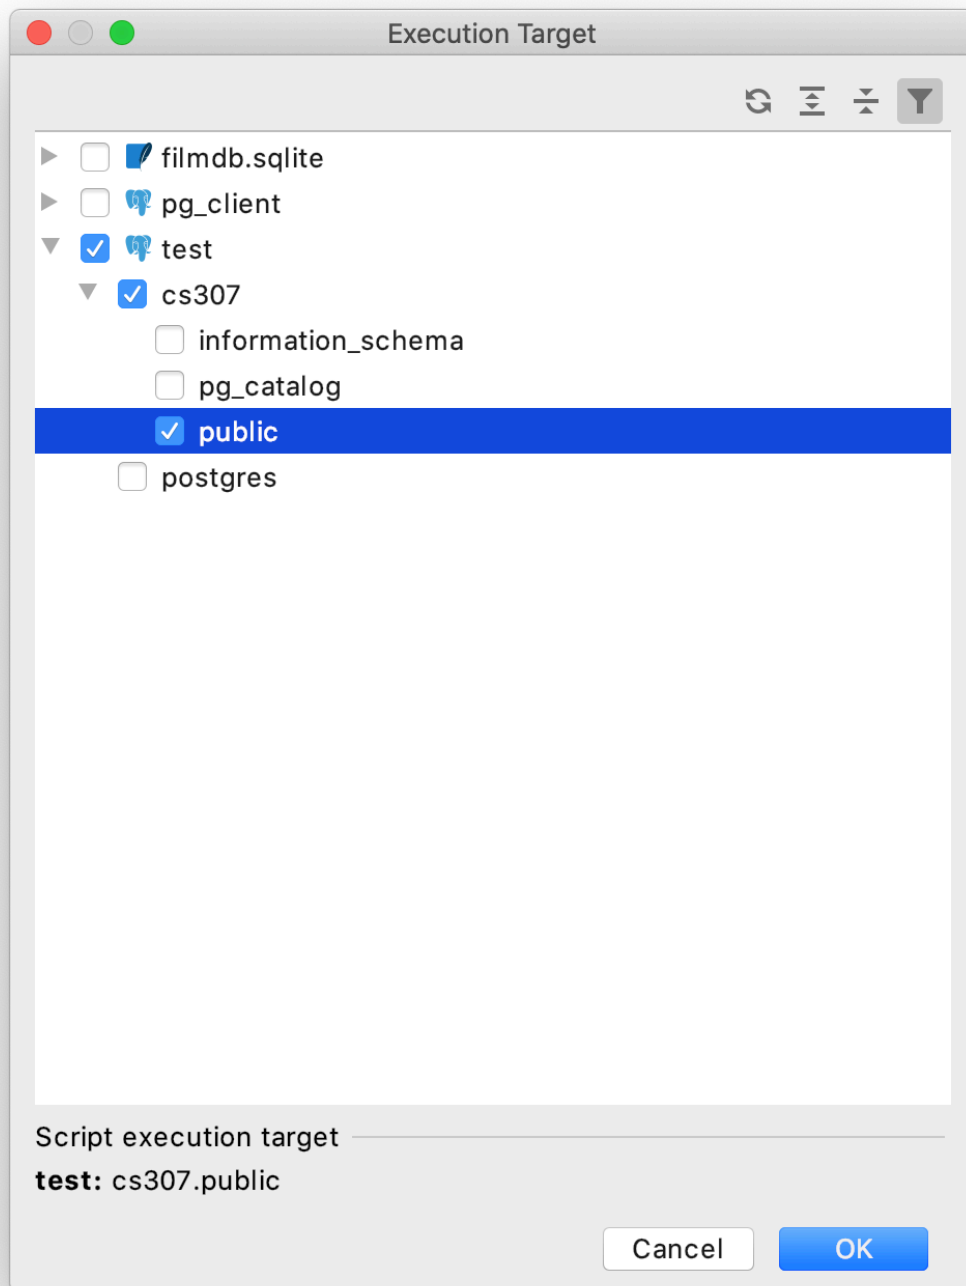 Execution Target
filmdb.sqlite
pg_client
test
cs307
information_schema
pg_catalog
public
postgres
Script execution target
test: cs307.public
Cancel OK